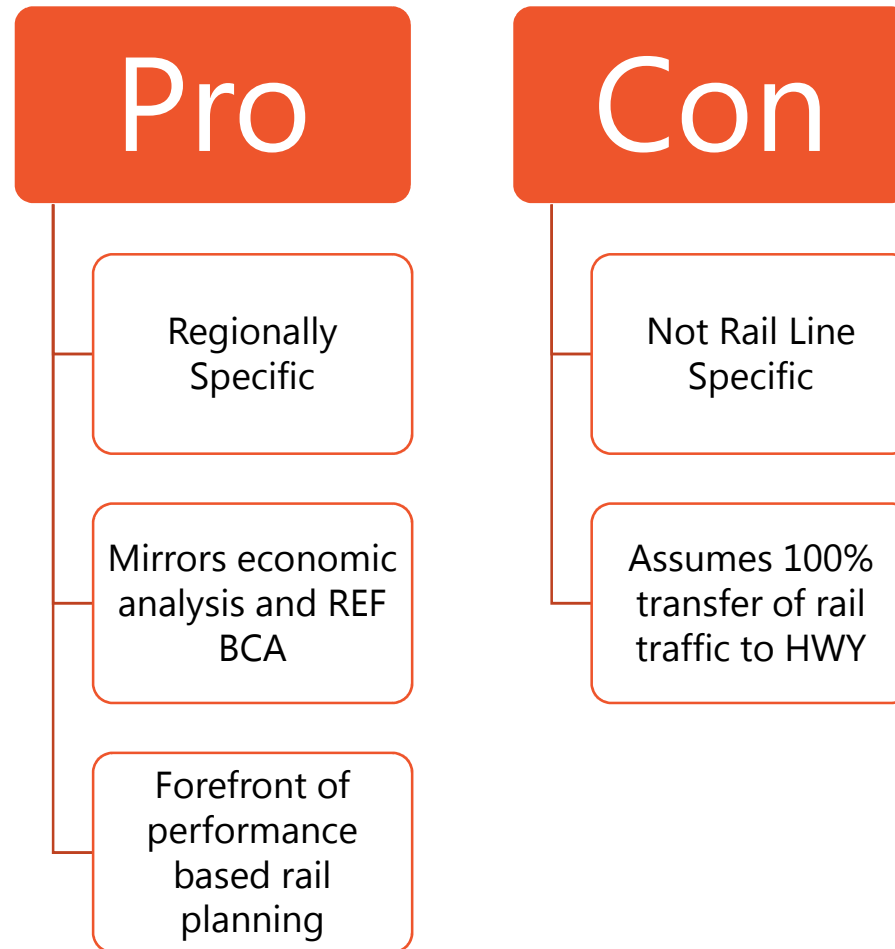 Pro
Regionally
Specific
Mirrors economic
analysis and REF
BCA
Forefront of
performance
based rail
planning
Con
Not Rail Line
Specific
Assumes 100%
transfer of rail
traffic to HWY